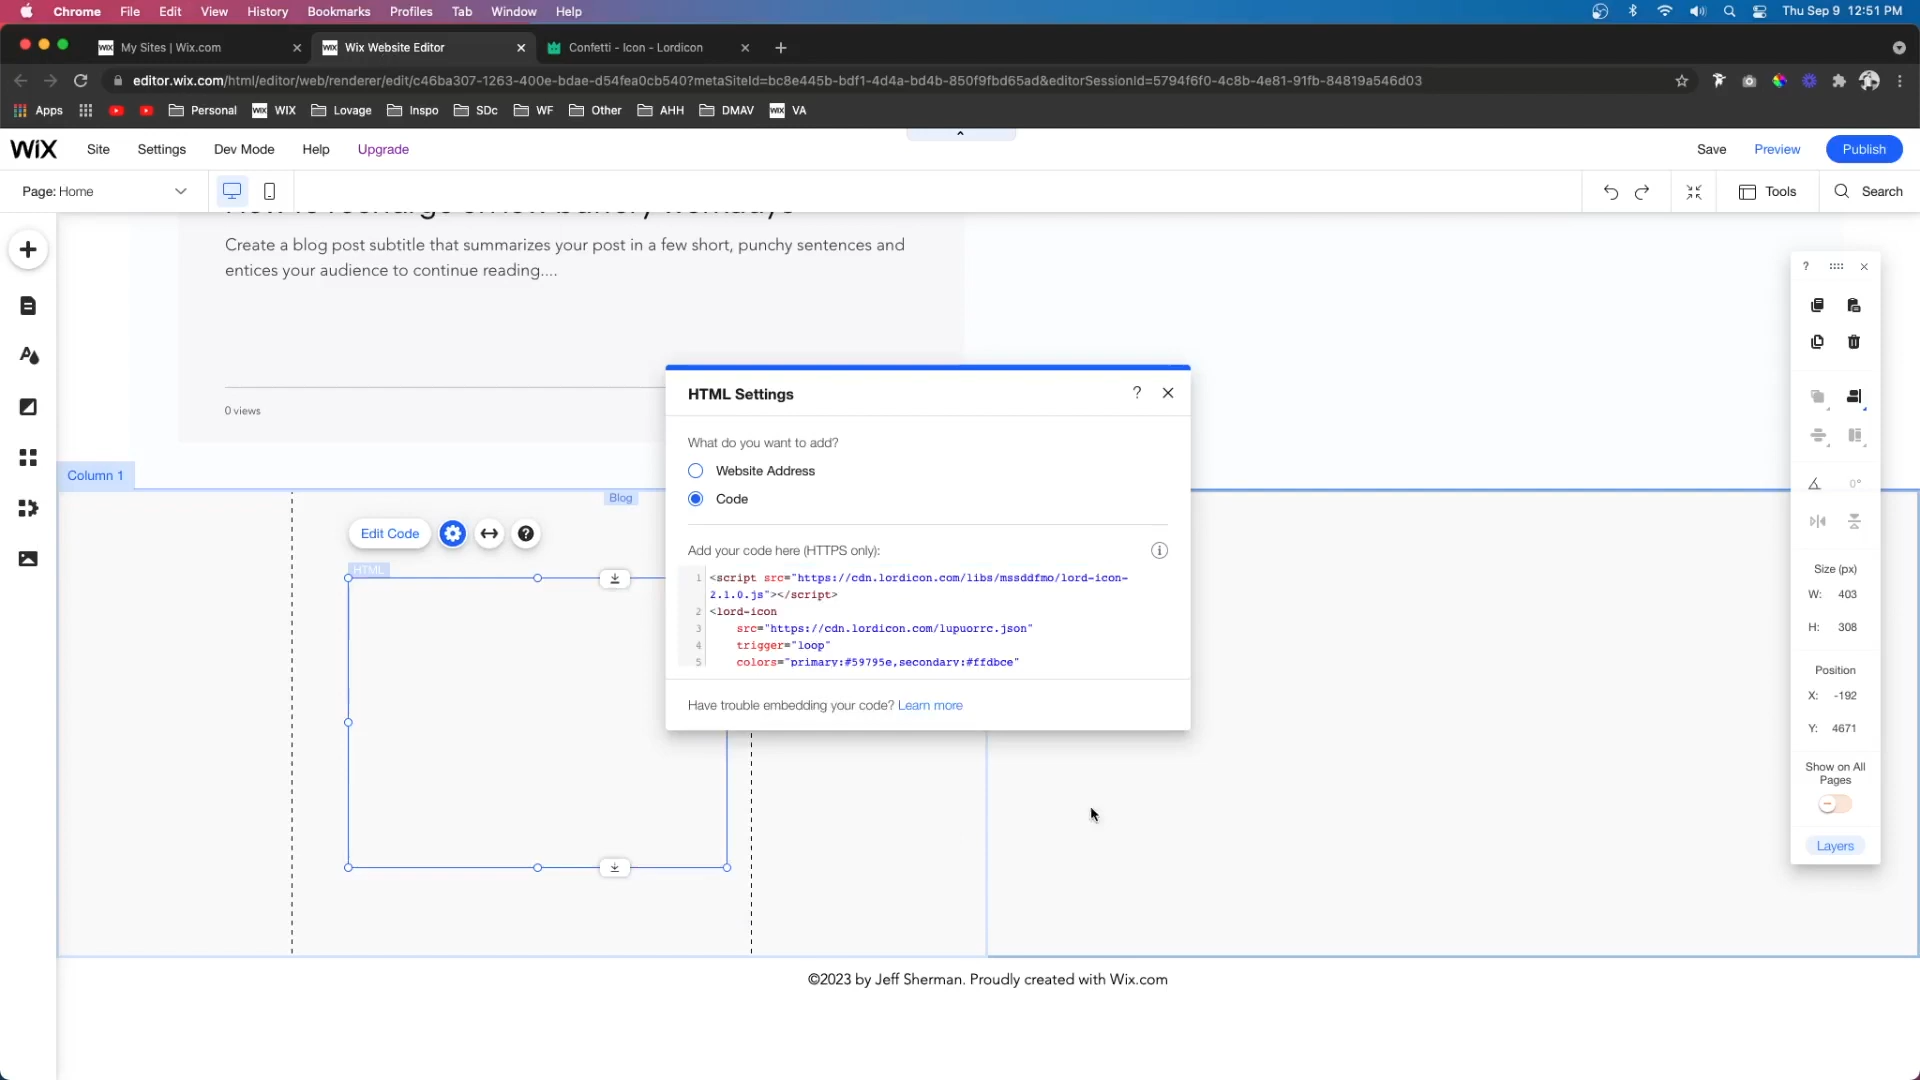 Chrome File Edit View History Bookmarks Profiles Tab Window Help Thu Sep 9 12:51 PM
WIX My Sites | Wix.com WIX Wix Website Editor Confetti - Icon - Lordicon
editor.wix.com/html/editor/web/renderer/edit/c46ba307-1263-400e-bdae-d54fea0cb540?metaSiteId=bc8e445b-bdf1-4d4a-bd4b-850f9fbd65ad&editorSessionId=5794f6f0-4c8b-4e81-91fb-84819a546d03
Apps Personal WIX WIX Lovage Inspo SDc WF Other AHH DMAV WIX VA
WIX Site Settings Dev Mode Help Upgrade Save Preview Publish
Page: Home Tools Search
Create a blog post subtitle that summarizes your post in a few short, punchy sentences and
entices your audience to continue reading....
0 views
Column 1
Blog
Edit Code
HTML
HTML Settings ?
What do you want to add?
Website Address
Code
Add your code here (HTTPS only):
1 <script src="https://cdn.lordicon.com/libs/mssddfmo/lord-icon-
2.1.0.js"></script>
2 <lord-icon
3 src="https://cdn.lordicon.com/lupuorrc.json"
4 trigger="loop"
5 colors="primary:#59795e,secondary:#ffdbce"
Have trouble embedding your code? Learn more
?
0°
Size (px)
W: 403
H: 308
Position
X: -192
Y: 4671
Show on All
Pages
Layers
©2023 by Jeff Sherman. Proudly created with Wix.com